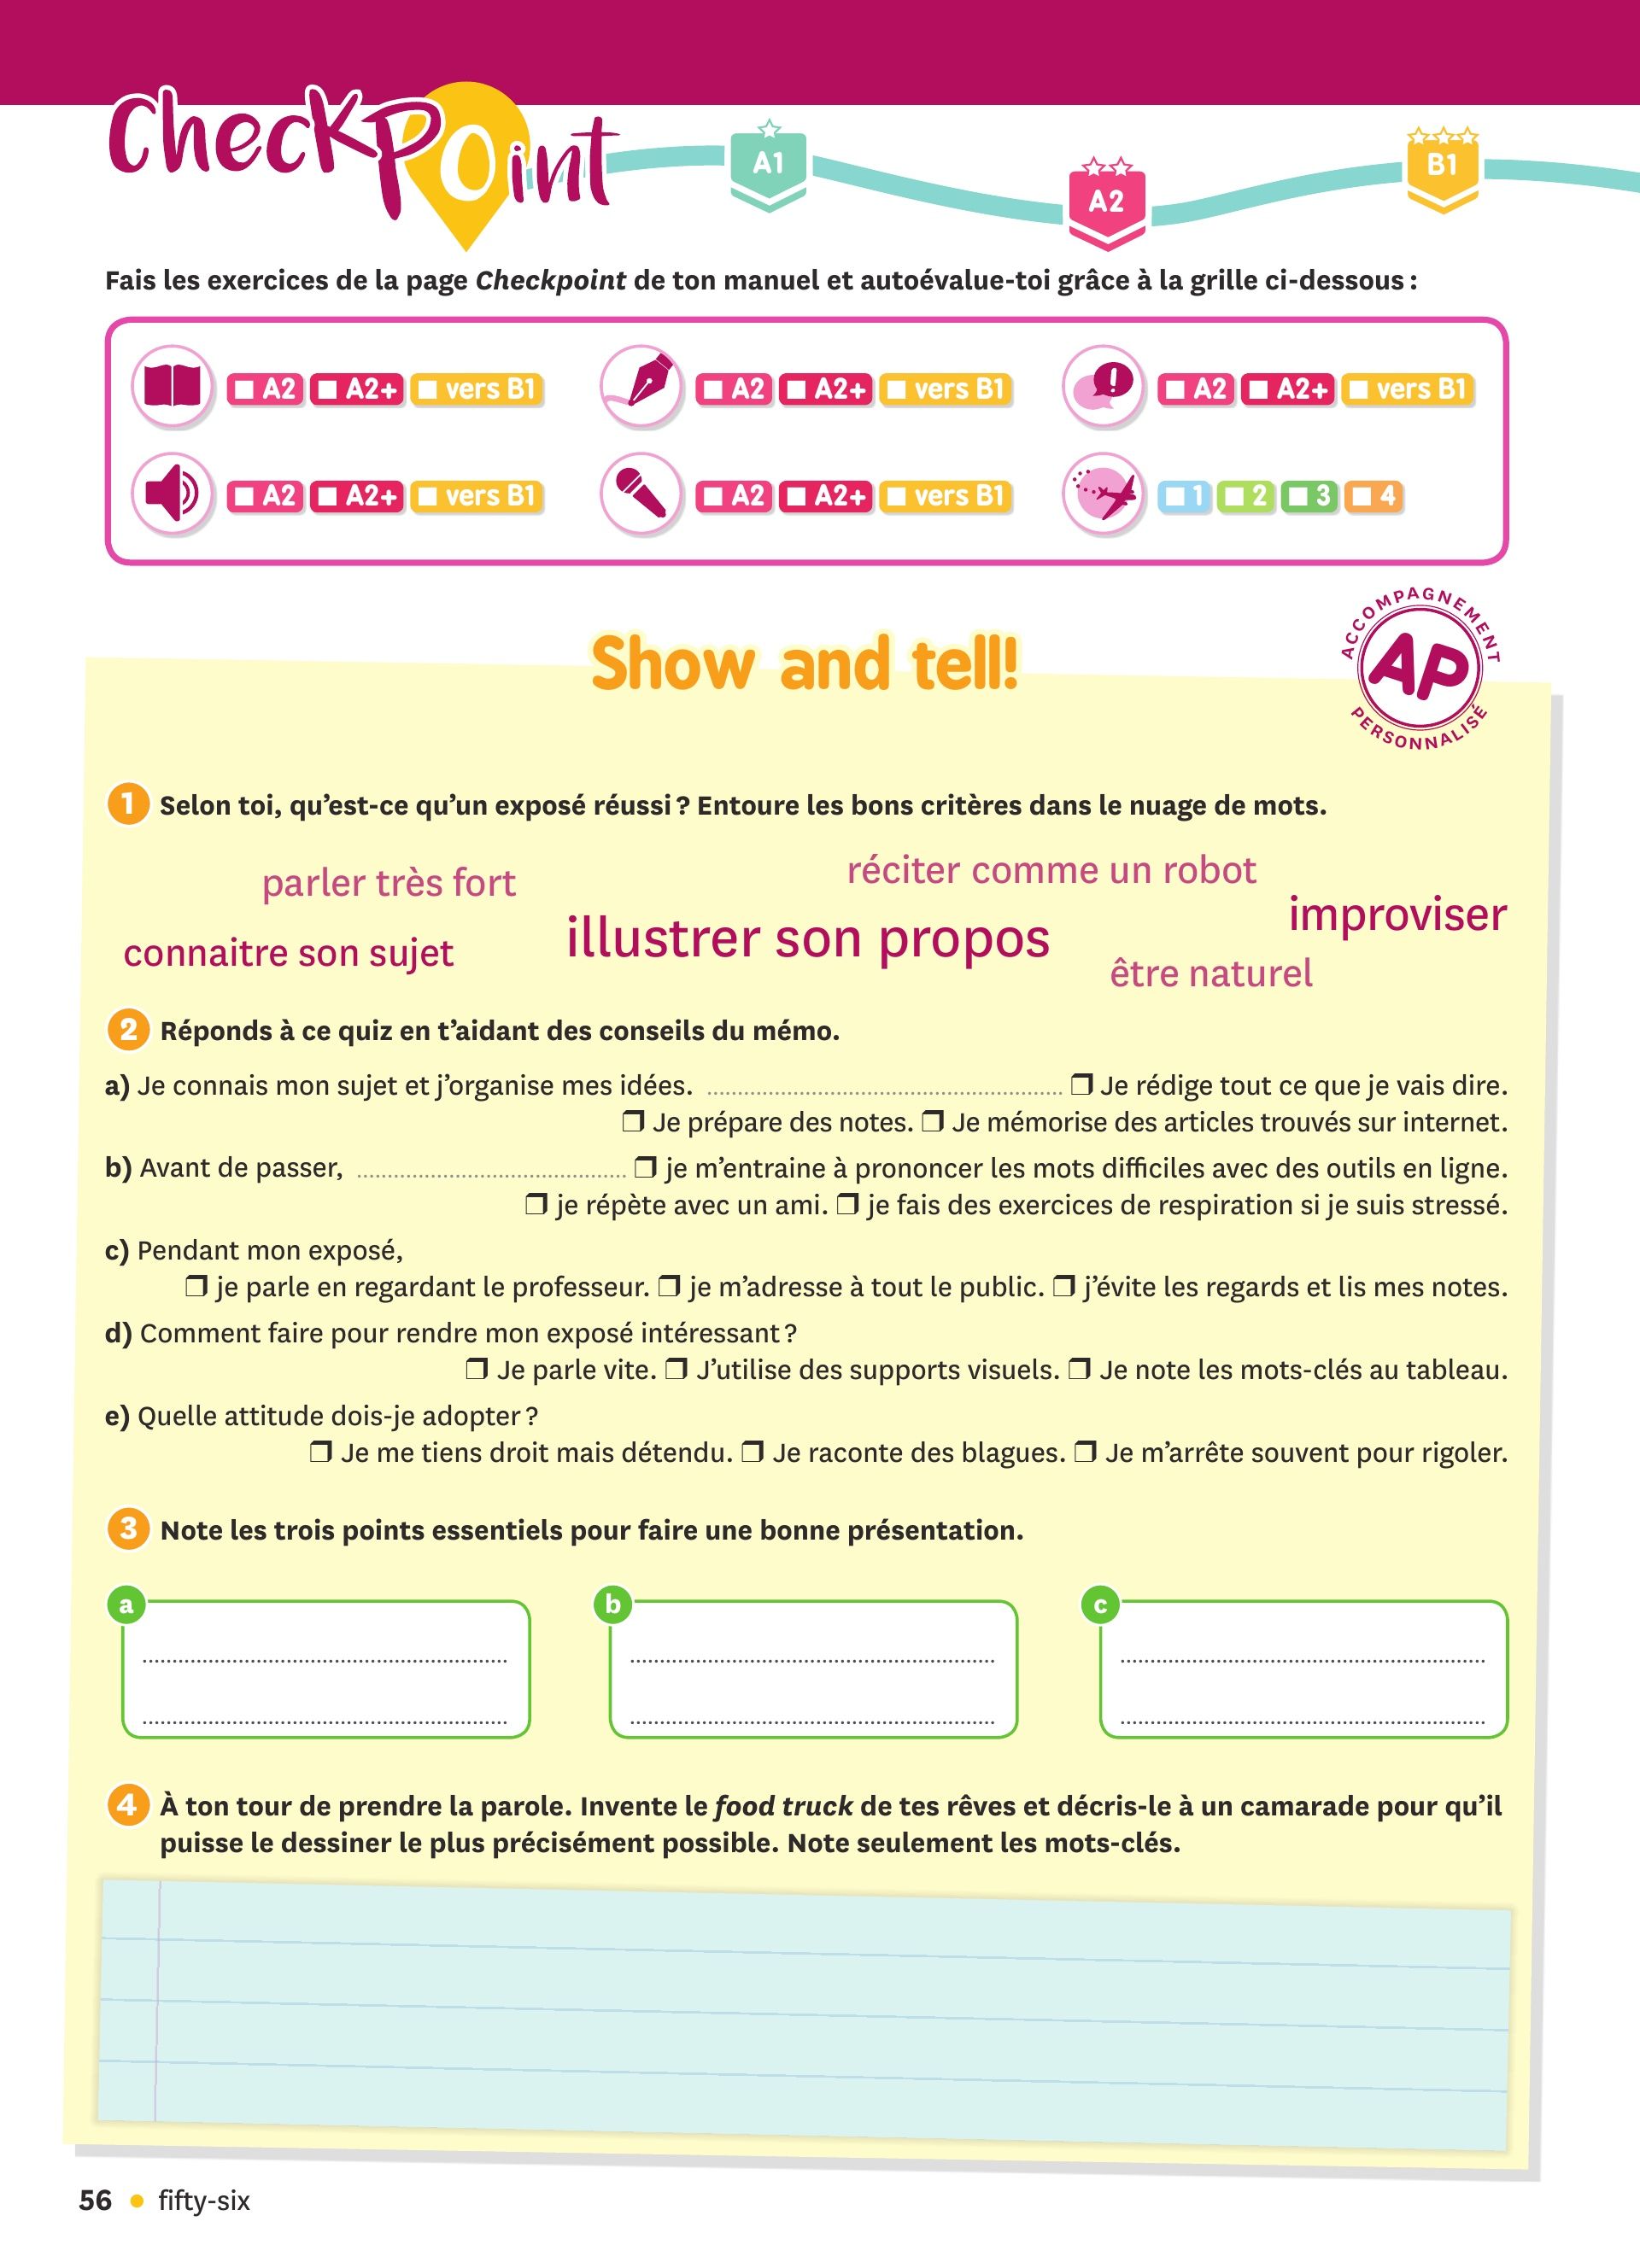 CheckPoint
A1
A2
B1
Fais les exercices de la page Checkpoint de ton manuel et autoévalue-toi grâce à la grille ci-dessous :
A2 A2+ vers B1
A2 A2+ vers B1
! A2 A2+ vers B1
A2 A2+ vers B1
A2 A2+ vers B1
1 2 3 4
Show and tell!
ACCOMPAGNEMENT
AP
PERSONNALISÉ
1 Selon toi, qu’est-ce qu’un exposé réussi ? Entoure les bons critères dans le nuage de mots.
parler très fort
réciter comme un robot
improviser
connaitre son sujet
illustrer son propos
être naturel
2 Réponds à ce quiz en t’aidant des conseils du mémo.
a) Je connais mon sujet et j’organise mes idées. ........ ❒ Je rédige tout ce que je vais dire.
❒ Je prépare des notes. ❒ Je mémorise des articles trouvés sur internet.
b) Avant de passer, ........ ❒ je m’entraine à prononcer les mots difficiles avec des outils en ligne.
❒ je répète avec un ami. ❒ je fais des exercices de respiration si je suis stressé.
c) Pendant mon exposé,
❒ je parle en regardant le professeur. ❒ je m’adresse à tout le public. ❒ j’évite les regards et lis mes notes.
d) Comment faire pour rendre mon exposé intéressant ?
❒ Je parle vite. ❒ J’utilise des supports visuels. ❒ Je note les mots-clés au tableau.
e) Quelle attitude dois-je adopter ?
❒ Je me tiens droit mais détendu. ❒ Je raconte des blagues. ❒ Je m’arrête souvent pour rigoler.
3 Note les trois points essentiels pour faire une bonne présentation.
a
b
c
4 À ton tour de prendre la parole. Invente le food truck de tes rêves et décris-le à un camarade pour qu’il
puisse le dessiner le plus précisément possible. Note seulement les mots-clés.
56 • fifty-six